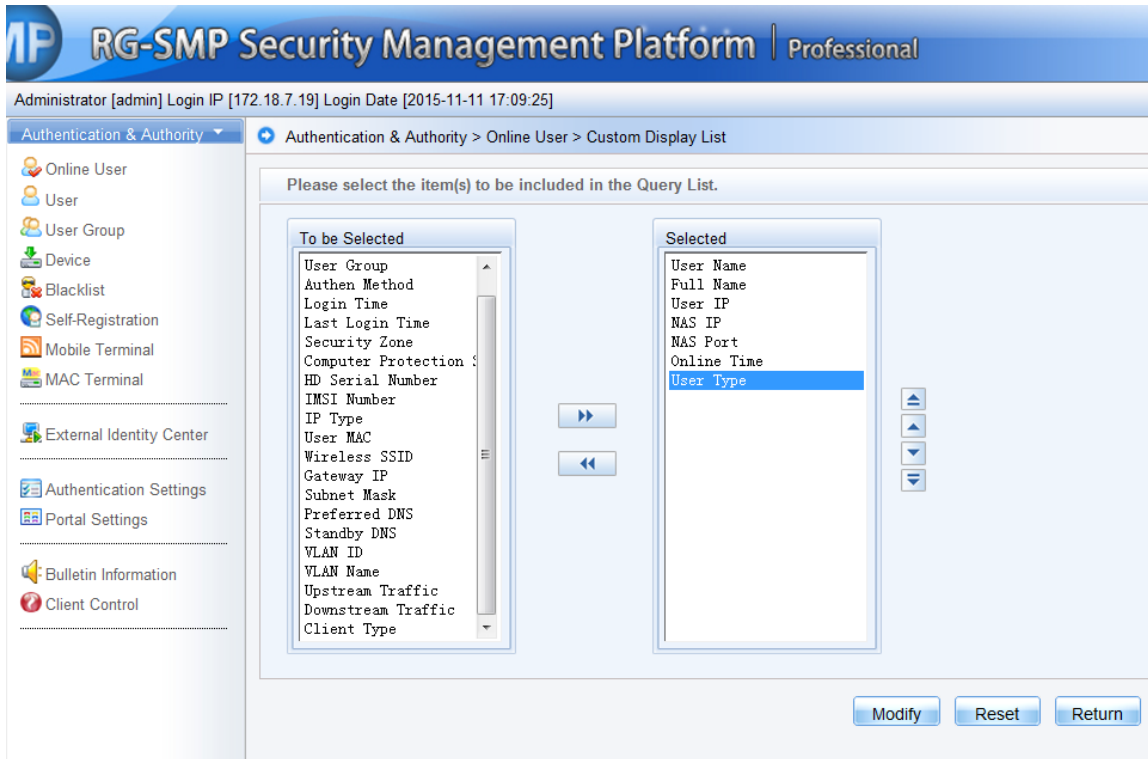 MP RG-SMP Security Management Platform | Professional
Administrator [admin] Login IP [172.18.7.19] Login Date [2015-11-11 17:09:25]
Authentication & Authority
Online User
User
User Group
Device
Blacklist
Self-Registration
Mobile Terminal
MAC Terminal
External Identity Center
Authentication Settings
Portal Settings
Bulletin Information
Client Control
Authentication & Authority > Online User > Custom Display List
Please select the item(s) to be included in the Query List.
To be Selected
User Group
Authen Method
Login Time
Last Login Time
Security Zone
Computer Protection
HD Serial Number
IMSI Number
IP Type
User MAC
Wireless SSID
Gateway IP
Subnet Mask
Preferred DNS
Standby DNS
VLAN ID
VLAN Name
Upstream Traffic
Downstream Traffic
Client Type
Selected
User Name
Full Name
User IP
NAS IP
NAS Port
Online Time
User Type
Modify Reset Return